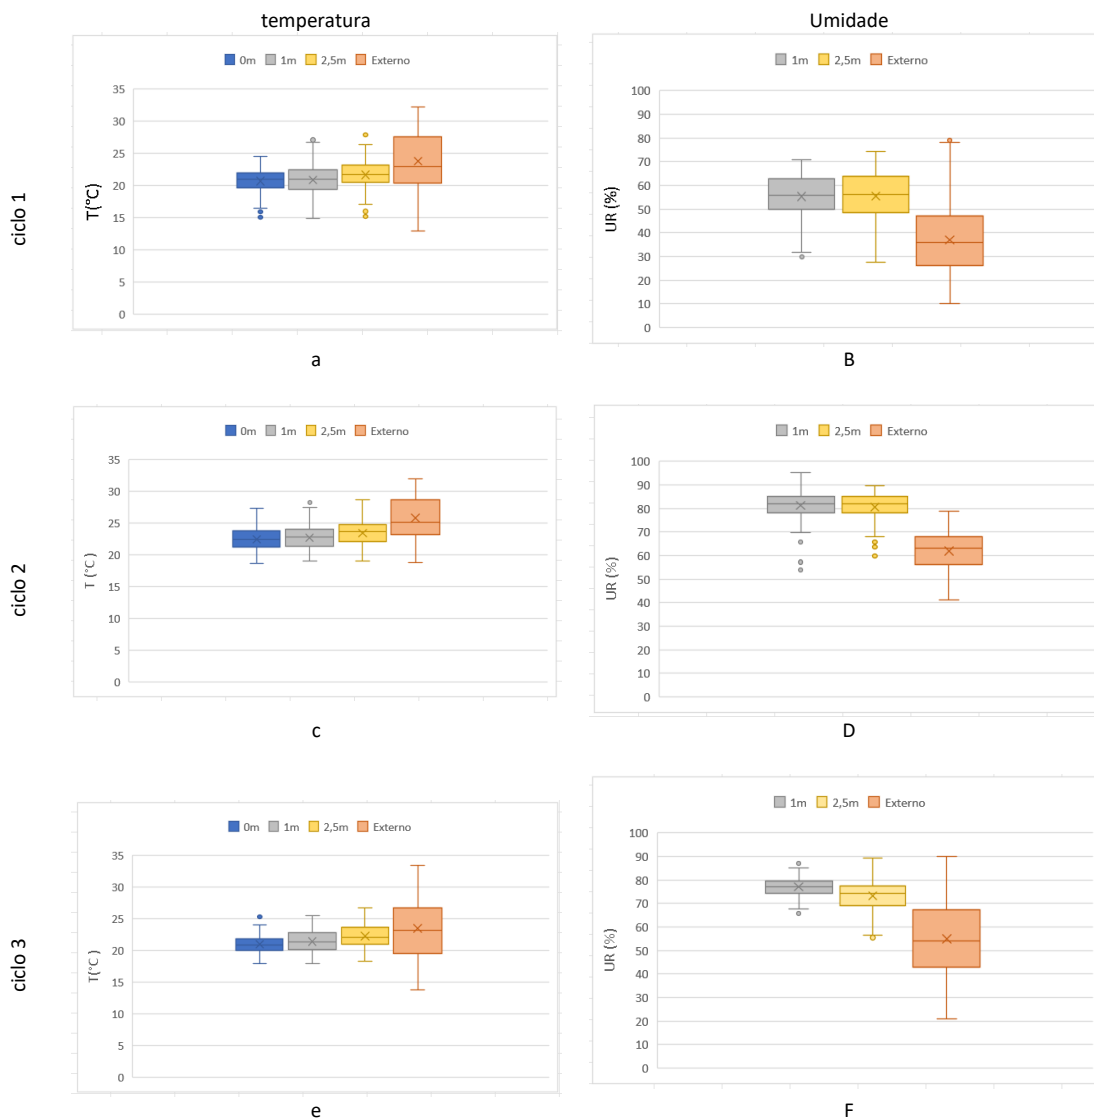 temperatura
Umidade
ciclo 1
0m 1m 2,5m Externo
T(°C)
35
30
25
20
15
10
5
0
a
1m 2,5m Externo
UR (%)
100
90
80
70
60
50
40
30
20
10
0
B
ciclo 2
0m 1m 2,5m Externo
T (°C)
35
30
25
20
15
10
5
0
c
1m 2,5m Externo
UR (%)
100
90
80
70
60
50
40
30
20
10
0
D
ciclo 3
0m 1m 2,5m Externo
T(°C)
35
30
25
20
15
10
5
0
e
1m 2,5m Externo
UR (%)
100
90
80
70
60
50
40
30
20
10
0
F